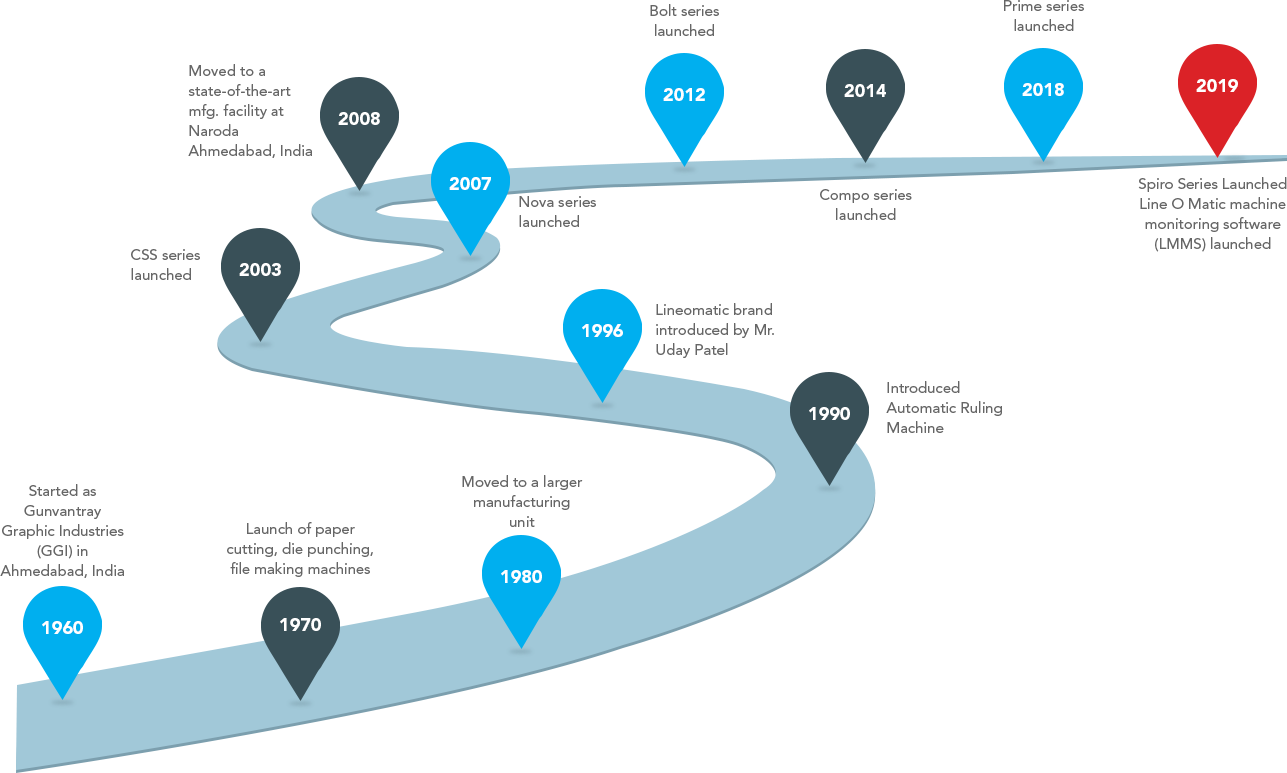 Started as
Gunvantray
Graphic Industries
(GGI) in
Ahmedabad, India
1960
Launch of paper
cutting, die punching,
file making machines
1970
Moved to a larger
manufacturing
unit
1980
Introduced
Automatic Ruling
Machine
1990
Lineomatic brand
introduced by Mr.
Uday Patel
1996
CSS series
launched
2003
Nova series
launched
2007
Moved to a
state-of-the-art
mfg. facility at
Naroda
Ahmedabad, India
2008
Bolt series
launched
2012
2014
Compo series
launched
Prime series
launched
2018
2019
Spiro Series Launched
Line O Matic machine
monitoring software
(LMMS) launched